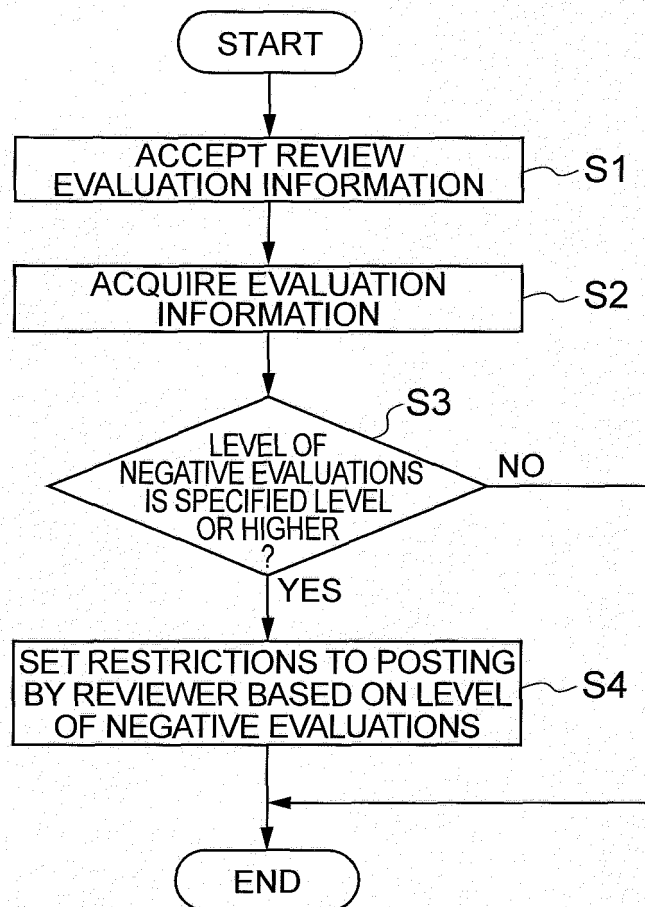 START
ACCEPT REVIEW
EVALUATION INFORMATION
S1
ACQUIRE EVALUATION
INFORMATION
S2
S3
LEVEL OF
NEGATIVE EVALUATIONS
IS SPECIFIED LEVEL
OR HIGHER
?
NO
YES
SET RESTRICTIONS TO POSTING
BY REVIEWER BASED ON LEVEL
OF NEGATIVE EVALUATIONS
S4
END